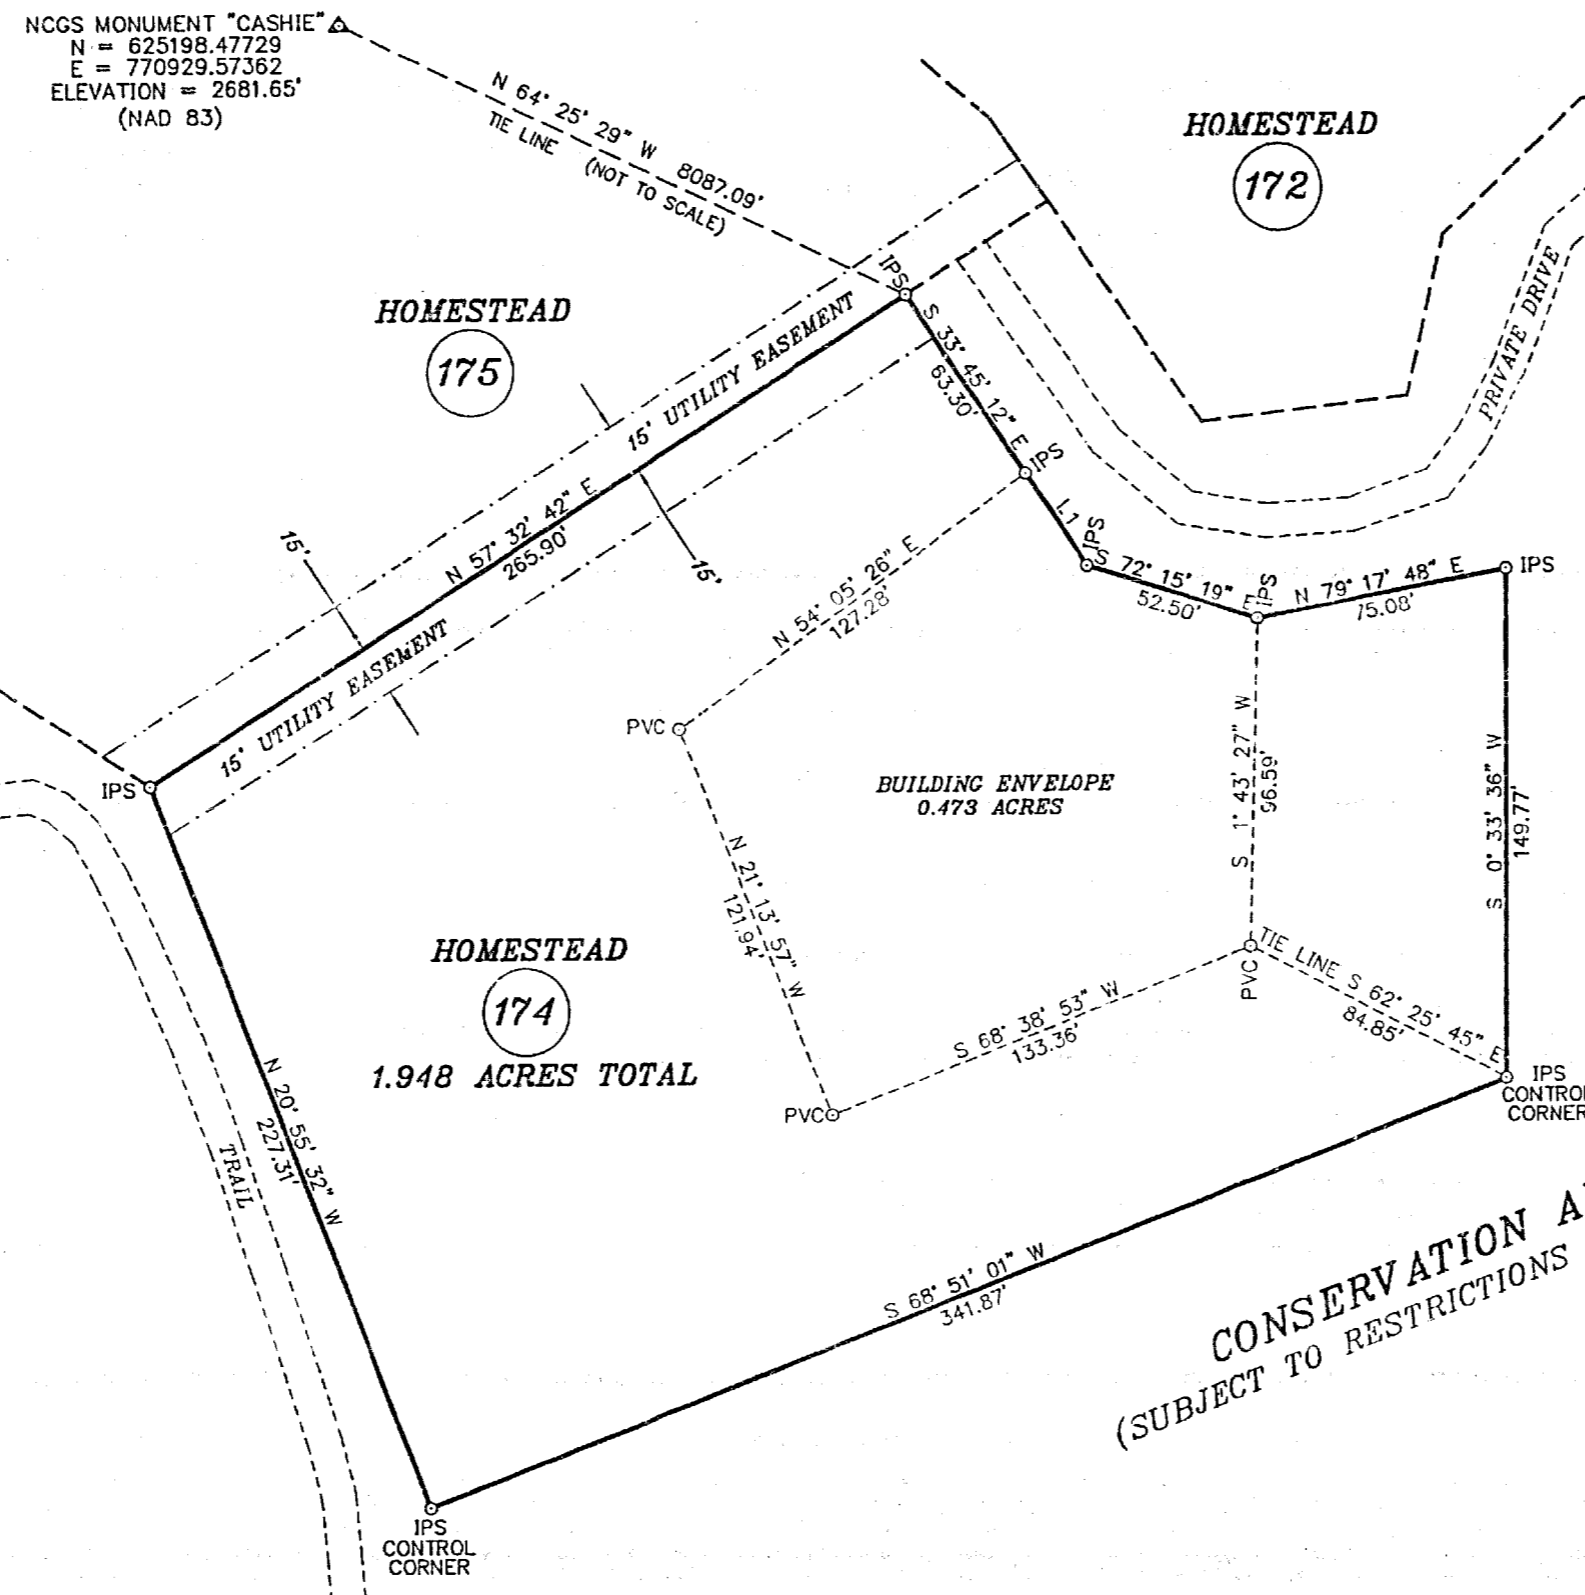 NCGS MONUMENT "CASHIE"
N = 625198.47729
E = 770929.57362
ELEVATION = 2681.65'
(NAD 83)
N 64° 25' 29" W 8087.09'
TIE LINE (NOT TO SCALE)
HOMESTEAD
172
PRIVATE DRIVE
HOMESTEAD
175
IPS
15' UTILITY EASEMENT
S 33° 45' 12" E
63.30'
IPS
N 57° 32' 42" E
265.90'
15'
15'
15' UTILITY EASEMENT
L1
IPS
S 72° 15' 19" E
52.50'
IPS
N 79° 17' 48" E
75.08'
IPS
N 54° 05' 26" E
127.28'
PVC
IPS
BUILDING ENVELOPE
0.473 ACRES
S 1° 43' 27" W
96.59'
S 0° 33' 36" W
149.77'
N 21° 13' 57" W
121.94'
HOMESTEAD
174
1.948 ACRES TOTAL
PVC
TIE LINE S 62° 25' 45" E
84.85'
S 68° 38' 53" W
133.36'
PVC
IPS
CONTROL
CORNER
N 20° 55' 32" W
227.31'
TRAIL
S 68° 51' 01" W
341.87'
CONSERVATION
(SUBJECT TO RESTRICTIONS
IPS
CONTROL
CORNER